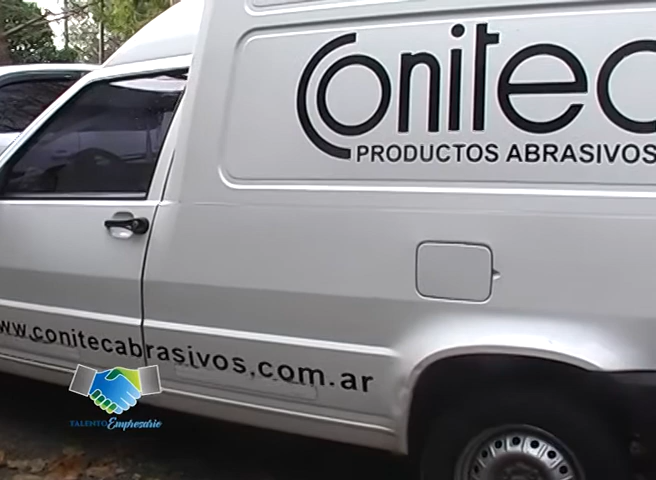 Conitec
PRODUCTOS ABRASIVOS
www.conitecabrasivos.com.ar
TALENTO Empresario